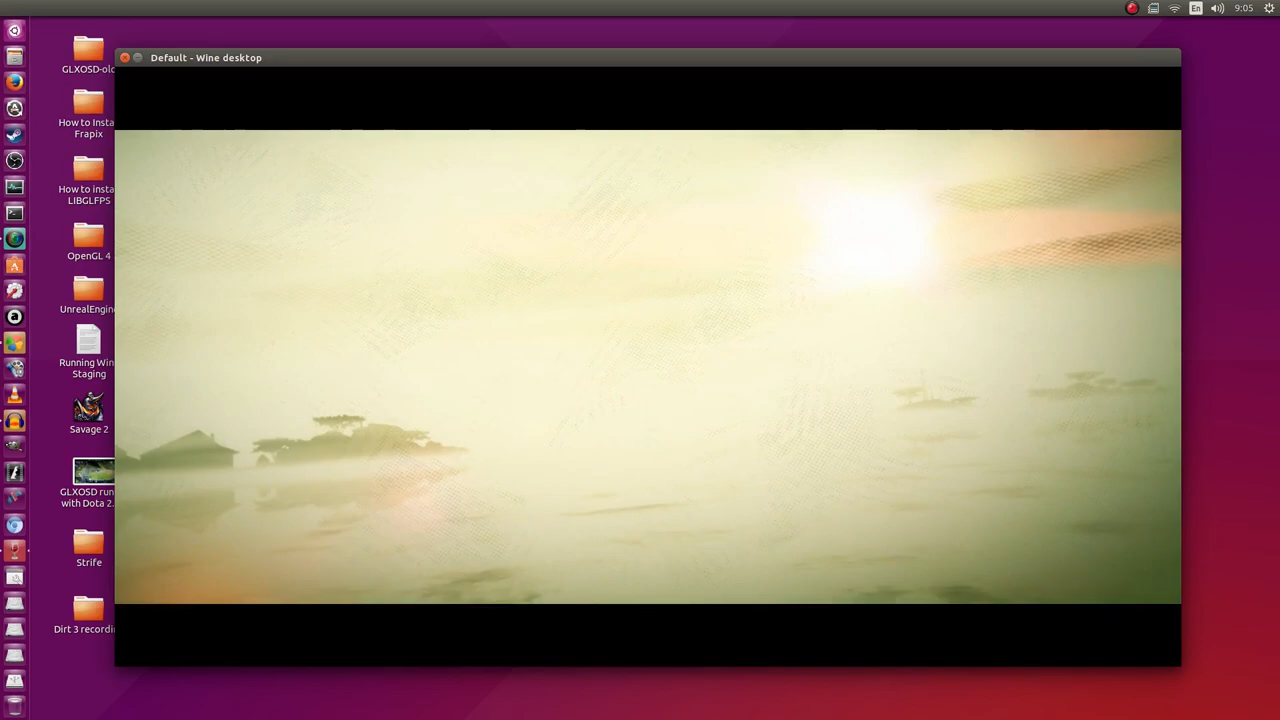 En
9:05
Default - Wine desktop
GLXOSD-old
How to Insta
Frapix
How to insta
LIBGLFPS
OpenGL 4
UnrealEngin
Running Win
Staging
Savage 2
GLXOSD run
with Dota 2.
Strife
Dirt 3 recordi